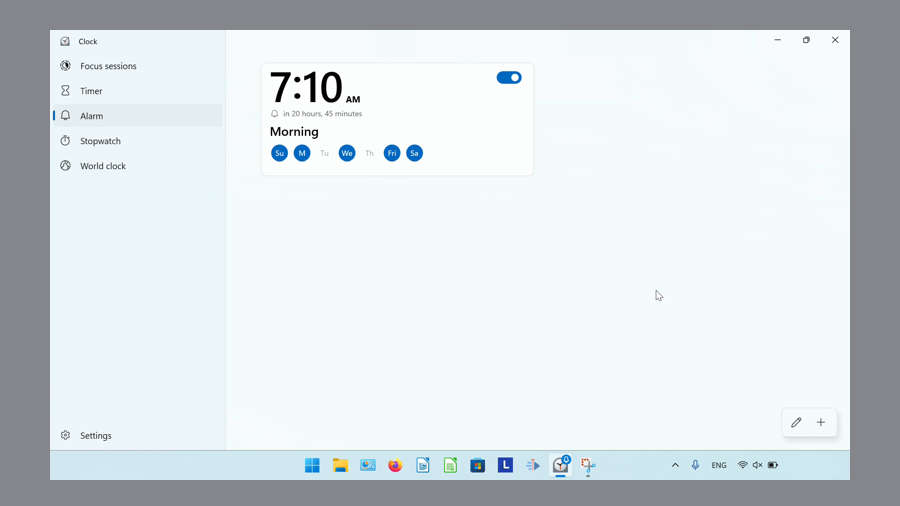 Clock
Focus sessions
Timer
Alarm
Stopwatch
World clock
Settings
7:10 AM
in 20 hours, 45 minutes
Morning
Su M Tu We Th Fri Sa
L
ENG